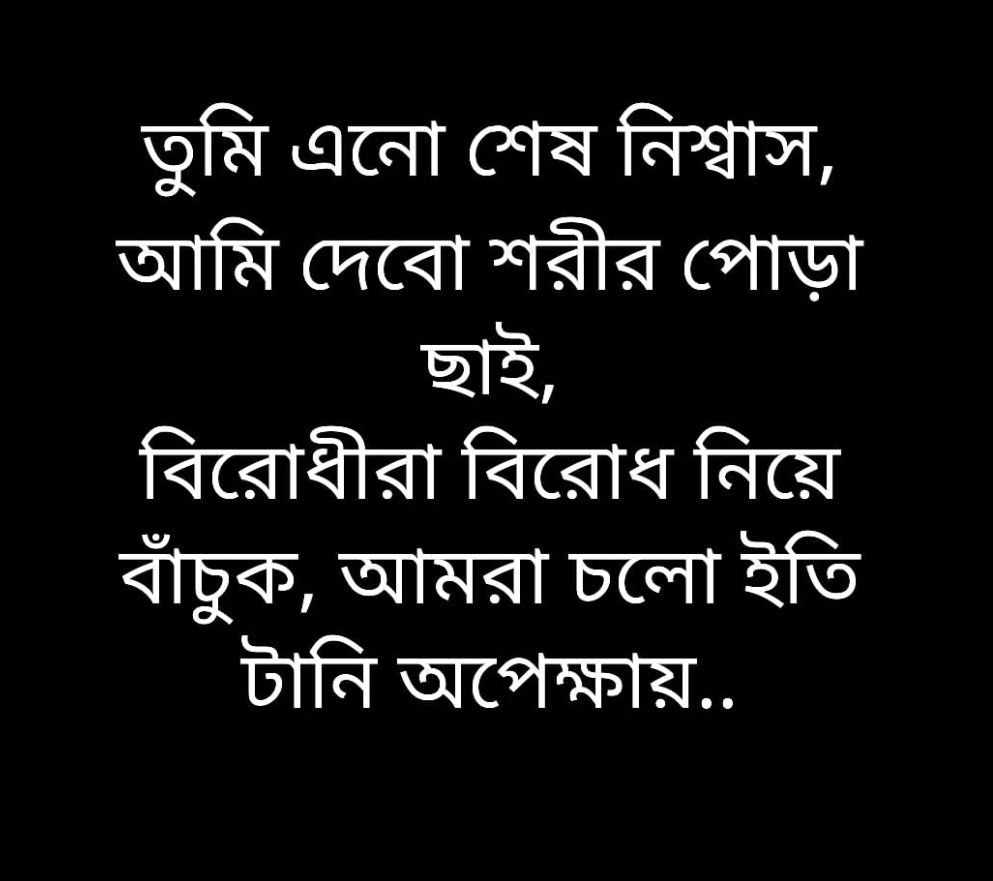 তুমি এনো শেষ নিশ্বাস,
আমি দেবো শরীর পোড়া
ছাই,
বিরোধীরা বিরোধ নিয়ে
বাঁচুক, আমরা চলো ইতি
টানি অপেক্ষায়..